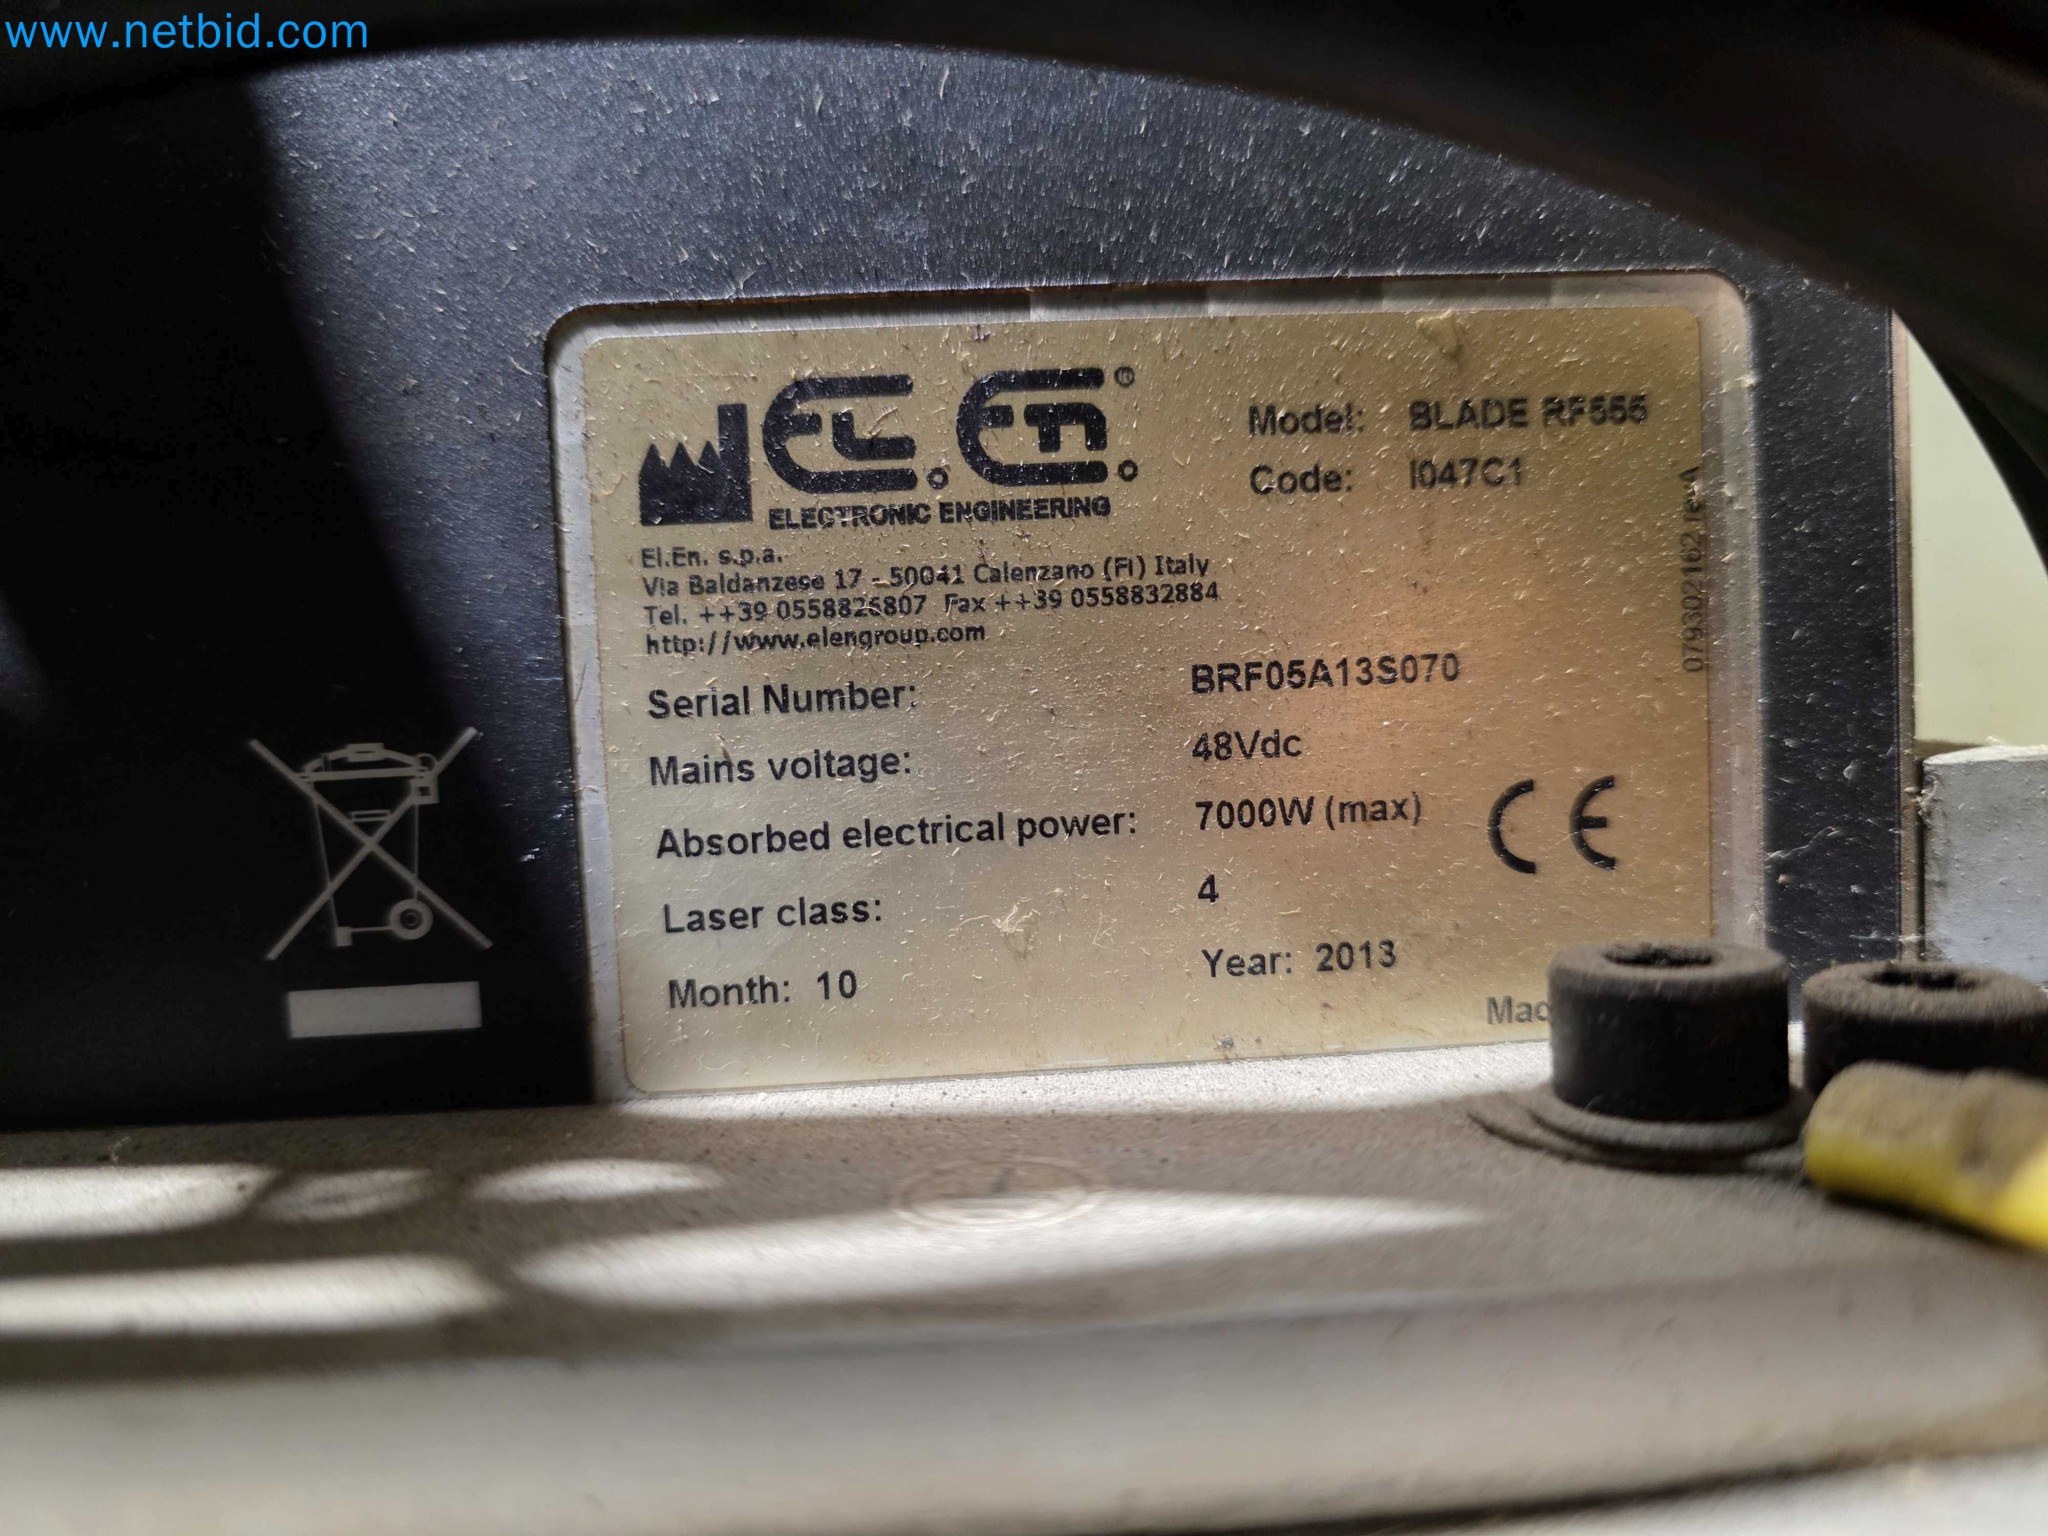 www.netbid.com
EL.En.®
ELECTRONIC ENGINEERING
Model: BLADE RF555
Code: I047C1
El.En. s.p.a.
Via Baldanzese 17 - 50041 Calenzano (FI) Italy
Tel. ++39 0558826807 Fax ++39 0558832884
http://www.elengroup.com
Serial Number: BRF05A13S070
Mains voltage: 48Vdc
Absorbed electrical power: 7000W (max)
CE
Laser class: 4
Month: 10 Year: 2013
079302162 rev.A